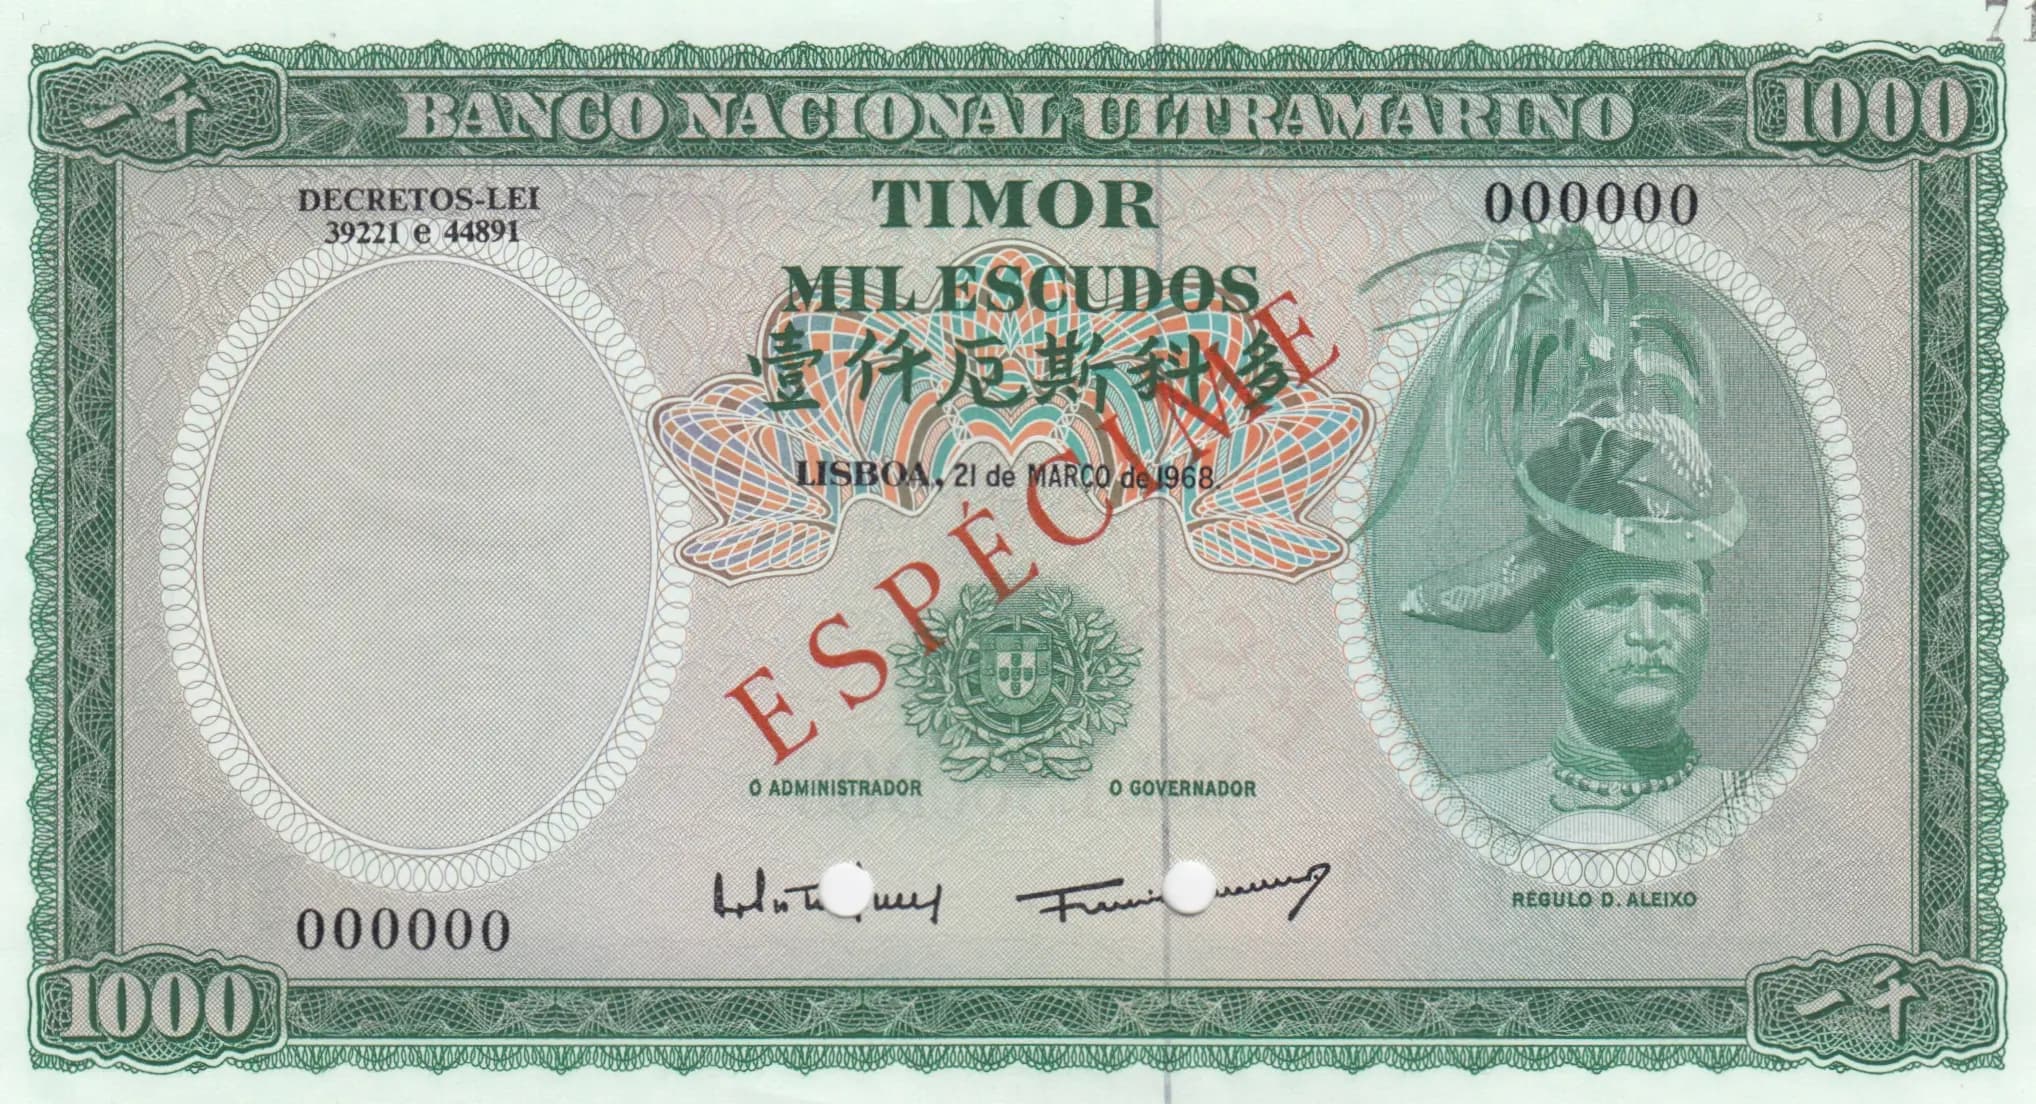 71
一千
BANCO NACIONAL ULTRAMARINO
1000
DECRETOS-LEI
39221 e 44891
TIMOR
000000
MIL ESCUDOS
壹仟厄斯科多
LISBOA, 21 de MARÇO de 1968.
ESPÉCIME
O ADMINISTRADOR
O GOVERNADOR
RÉGULO D. ALEIXO
000000
1000
一千